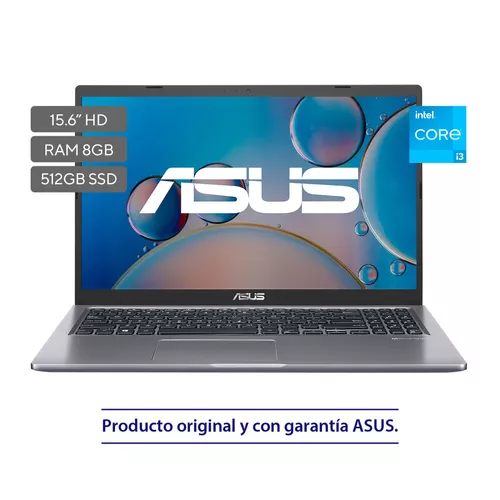 15.6” HD
RAM 8GB
512GB SSD
intel
CORE
i3
ASUS
ASUS
Producto original y con garantía ASUS.